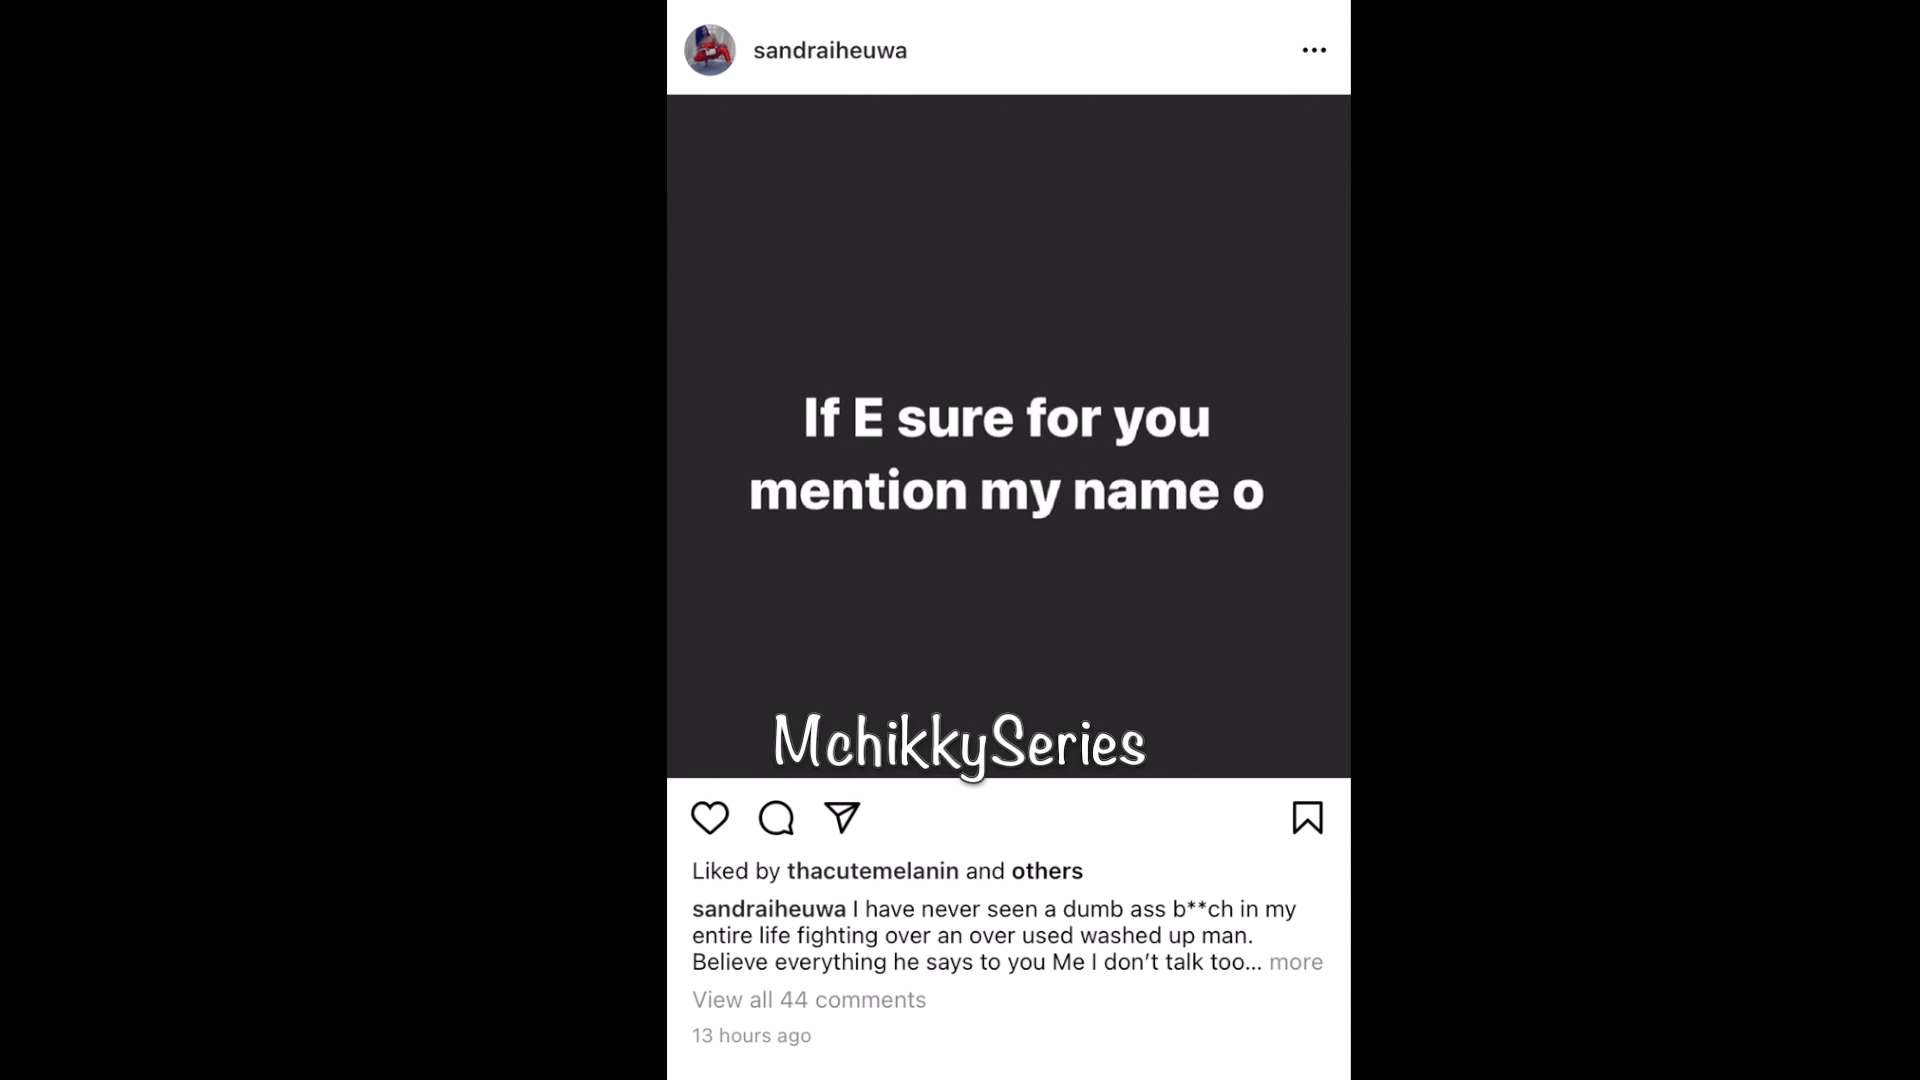 sandraiheuwa
If E sure for you
mention my name o
MchikkySeries
Liked by thacutemelanin and others
sandraiheuwa I have never seen a dumb ass b**ch in my
entire life fighting over an over used washed up man.
Believe everything he says to you Me I don’t talk too... more
View all 44 comments
13 hours ago